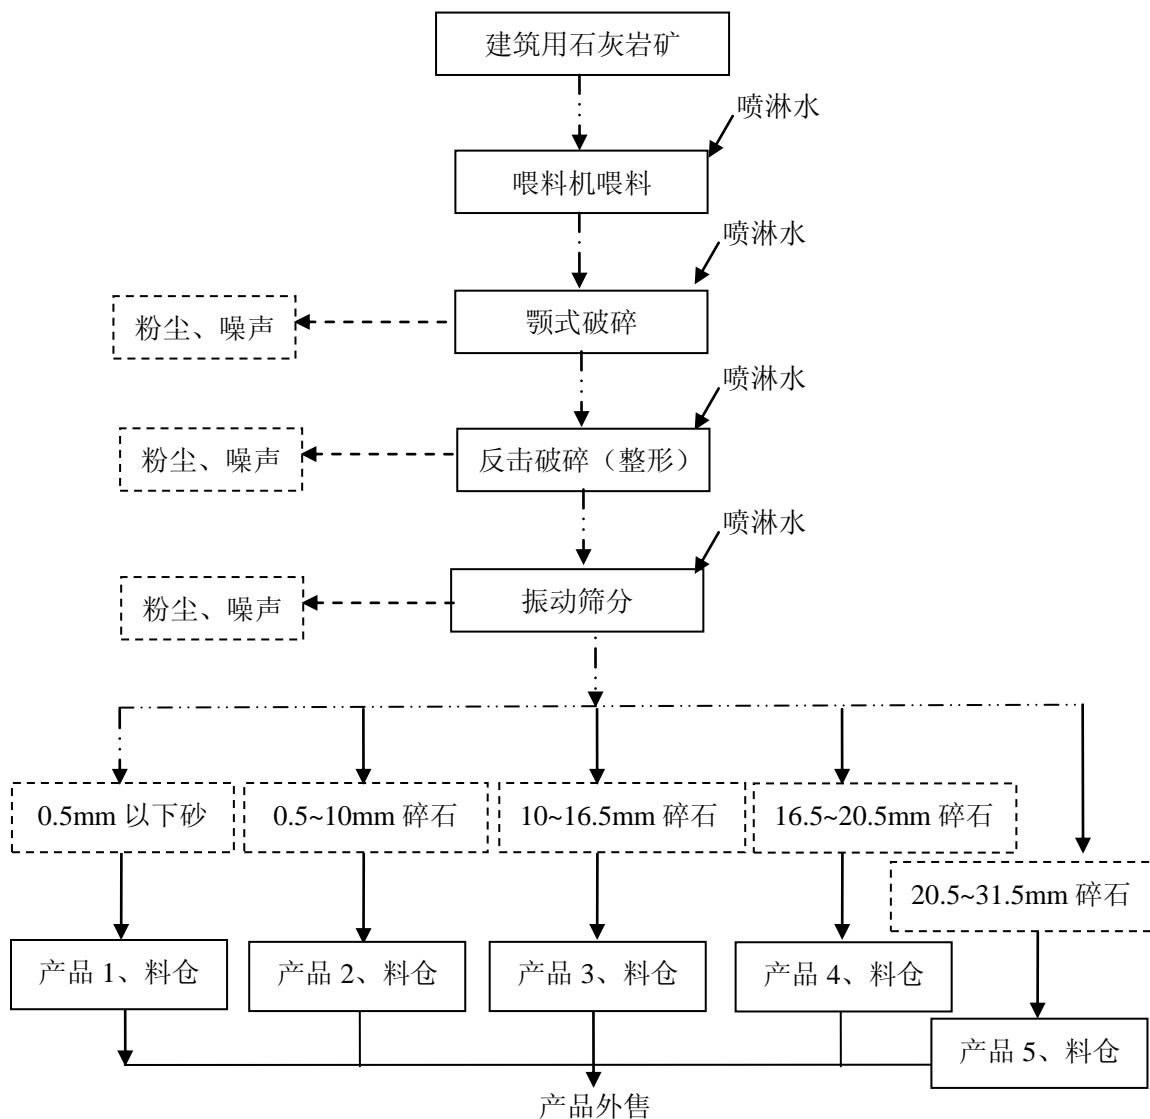 建筑用石灰岩矿
喷淋水
喂料机喂料
喷淋水
颚式破碎
粉尘、噪声
喷淋水
反击破碎（整形）
粉尘、噪声
喷淋水
振动筛分
粉尘、噪声
0.5mm 以下砂
0.5~10mm 碎石
10~16.5mm 碎石
16.5~20.5mm 碎石
20.5~31.5mm 碎石
产品 1、料仓
产品 2、料仓
产品 3、料仓
产品 4、料仓
产品 5、料仓
产品外售